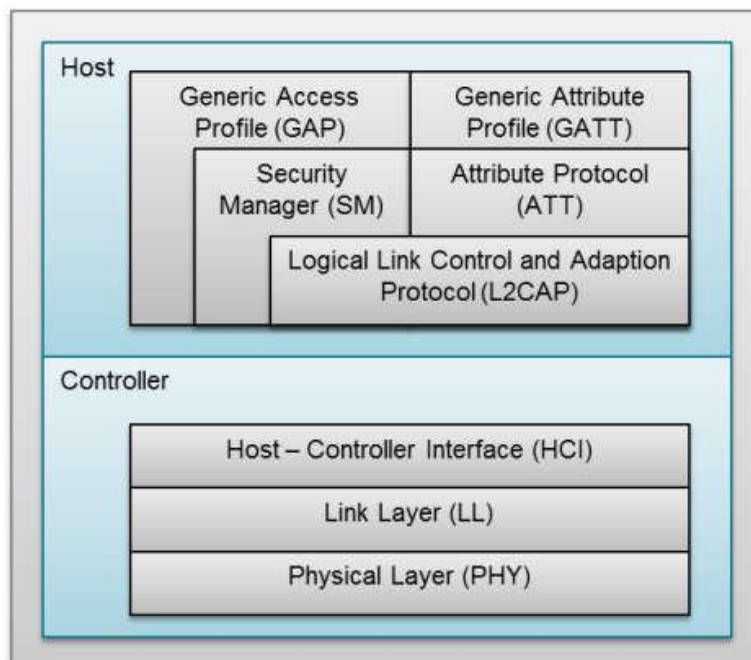 Host
Generic Access
Profile (GAP)
Generic Attribute
Profile (GATT)
Security
Manager (SM)
Attribute Protocol
(ATT)
Logical Link Control and Adaption
Protocol (L2CAP)
Controller
Host – Controller Interface (HCI)
Link Layer (LL)
Physical Layer (PHY)